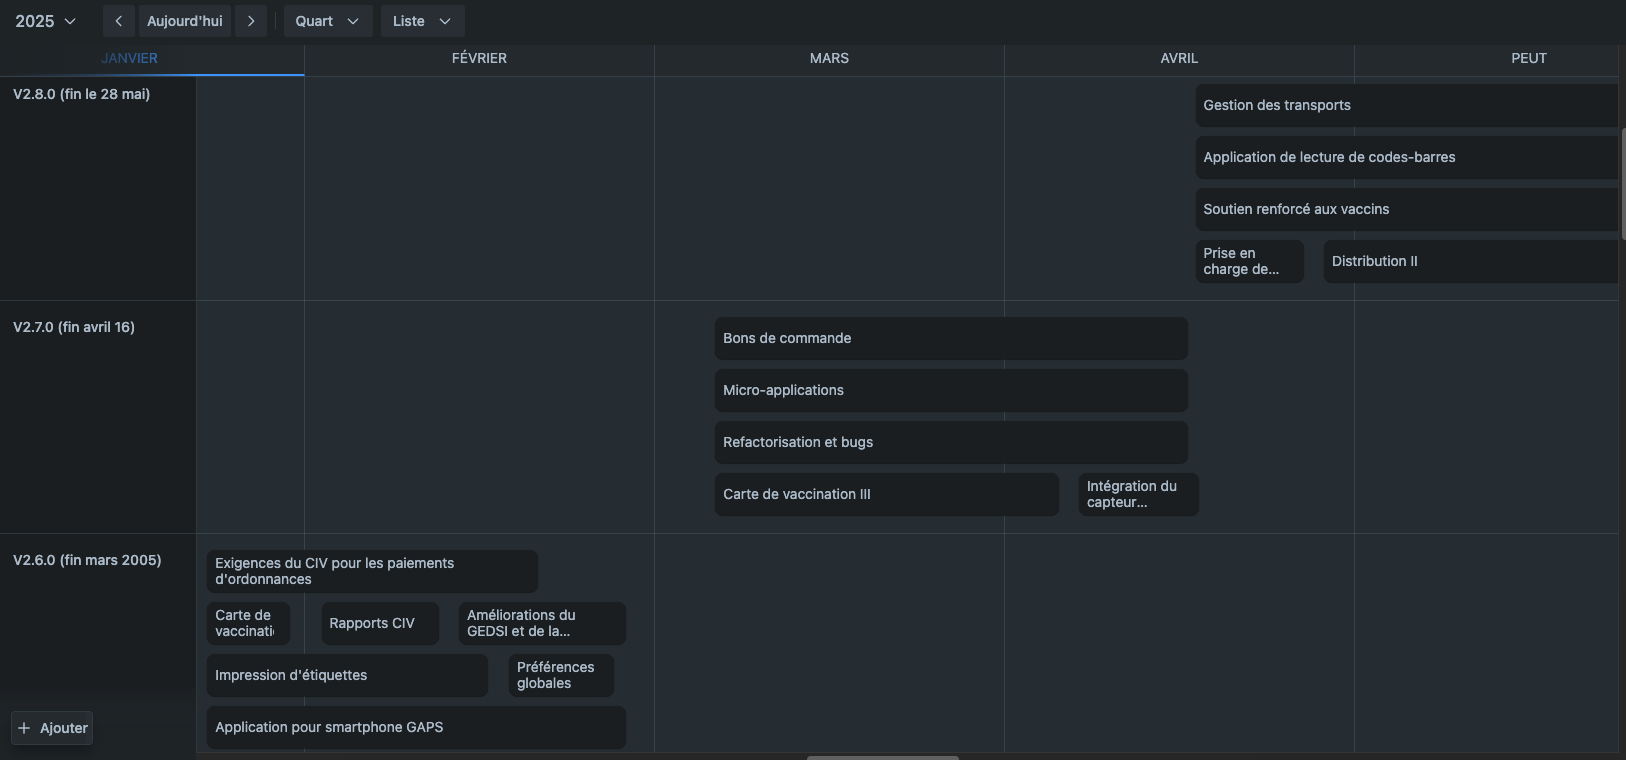 2025
Aujourd'hui
Quart
Liste
JANVIER
FÉVRIER
MARS
AVRIL
PEUT
V2.8.0 (fin le 28 mai)
Gestion des transports
Application de lecture de codes-barres
Soutien renforcé aux vaccins
Prise en
charge de...
Distribution II
V2.7.0 (fin avril 16)
Bons de commande
Micro-applications
Refactorisation et bugs
Carte de vaccination III
Intégration du
capteur...
V2.6.0 (fin mars 2005)
Exigences du CIV pour les paiements
d'ordonnances
Carte de
vaccinati
Rapports CIV
Améliorations du
GEDSI et de la...
Impression d'étiquettes
Préférences
globales
Application pour smartphone GAPS
+ Ajouter